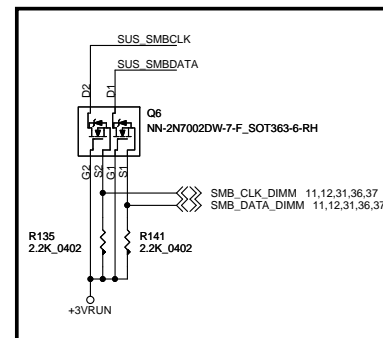 SUS_SMBCLK
SUS_SMBDATA
D2
D1
Q6
NN-2N7002DW-7-F_SOT363-6-RH
G2
S2
G1
S1
SMB_CLK_DIMM 11,12,31,36,37
SMB_DATA_DIMM 11,12,31,36,37
R135
2.2K_0402
R141
2.2K_0402
+3VRUN